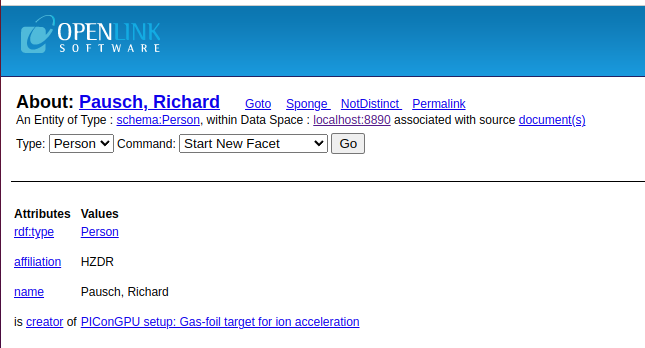 OPENLINK
SOFTWARE
About: Pausch, Richard Goto Sponge NotDistinct Permalink
An Entity of Type : schema:Person, within Data Space : localhost:8890 associated with source document(s)
Type: Person Command: Start New Facet Go
Attributes Values
rdf:type Person
affiliation HZDR
name Pausch, Richard
is creator of PIConGPU setup: Gas-foil target for ion acceleration